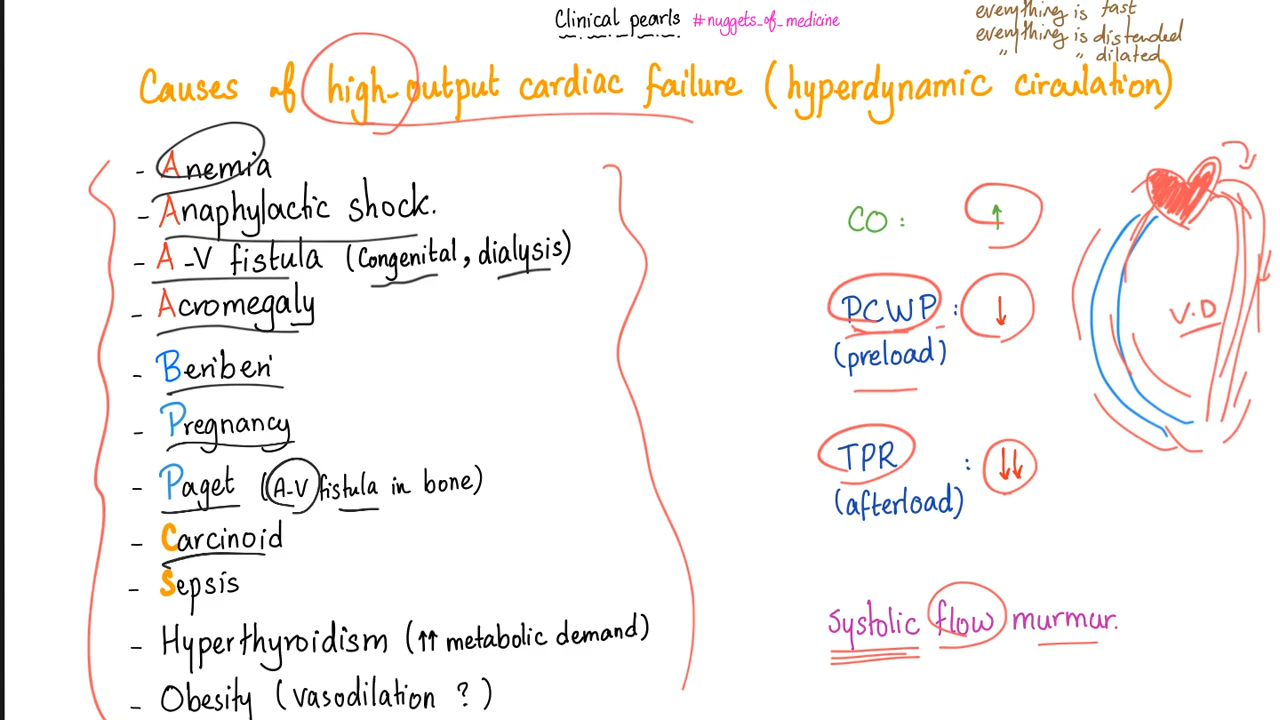 Clinical pearls #nuggets_of_medicine
everything is fast
everything is distended
" " dilated
Causes of high-output cardiac failure (hyperdynamic circulation)
- Anemia
- Anaphylactic shock.
- A-V fistula (congenital, dialysis)
- Acromegaly
- Beriberi
- Pregnancy
- Paget (A-V fistula in bone)
- Carcinoid
- Sepsis
- Hyperthyroidism (↑↑ metabolic demand)
- Obesity (vasodilation ?)
CO: ↑
PCWP: ↓
(preload)
TPR : ↓↓
(afterload)
systolic flow murmur.
V.D